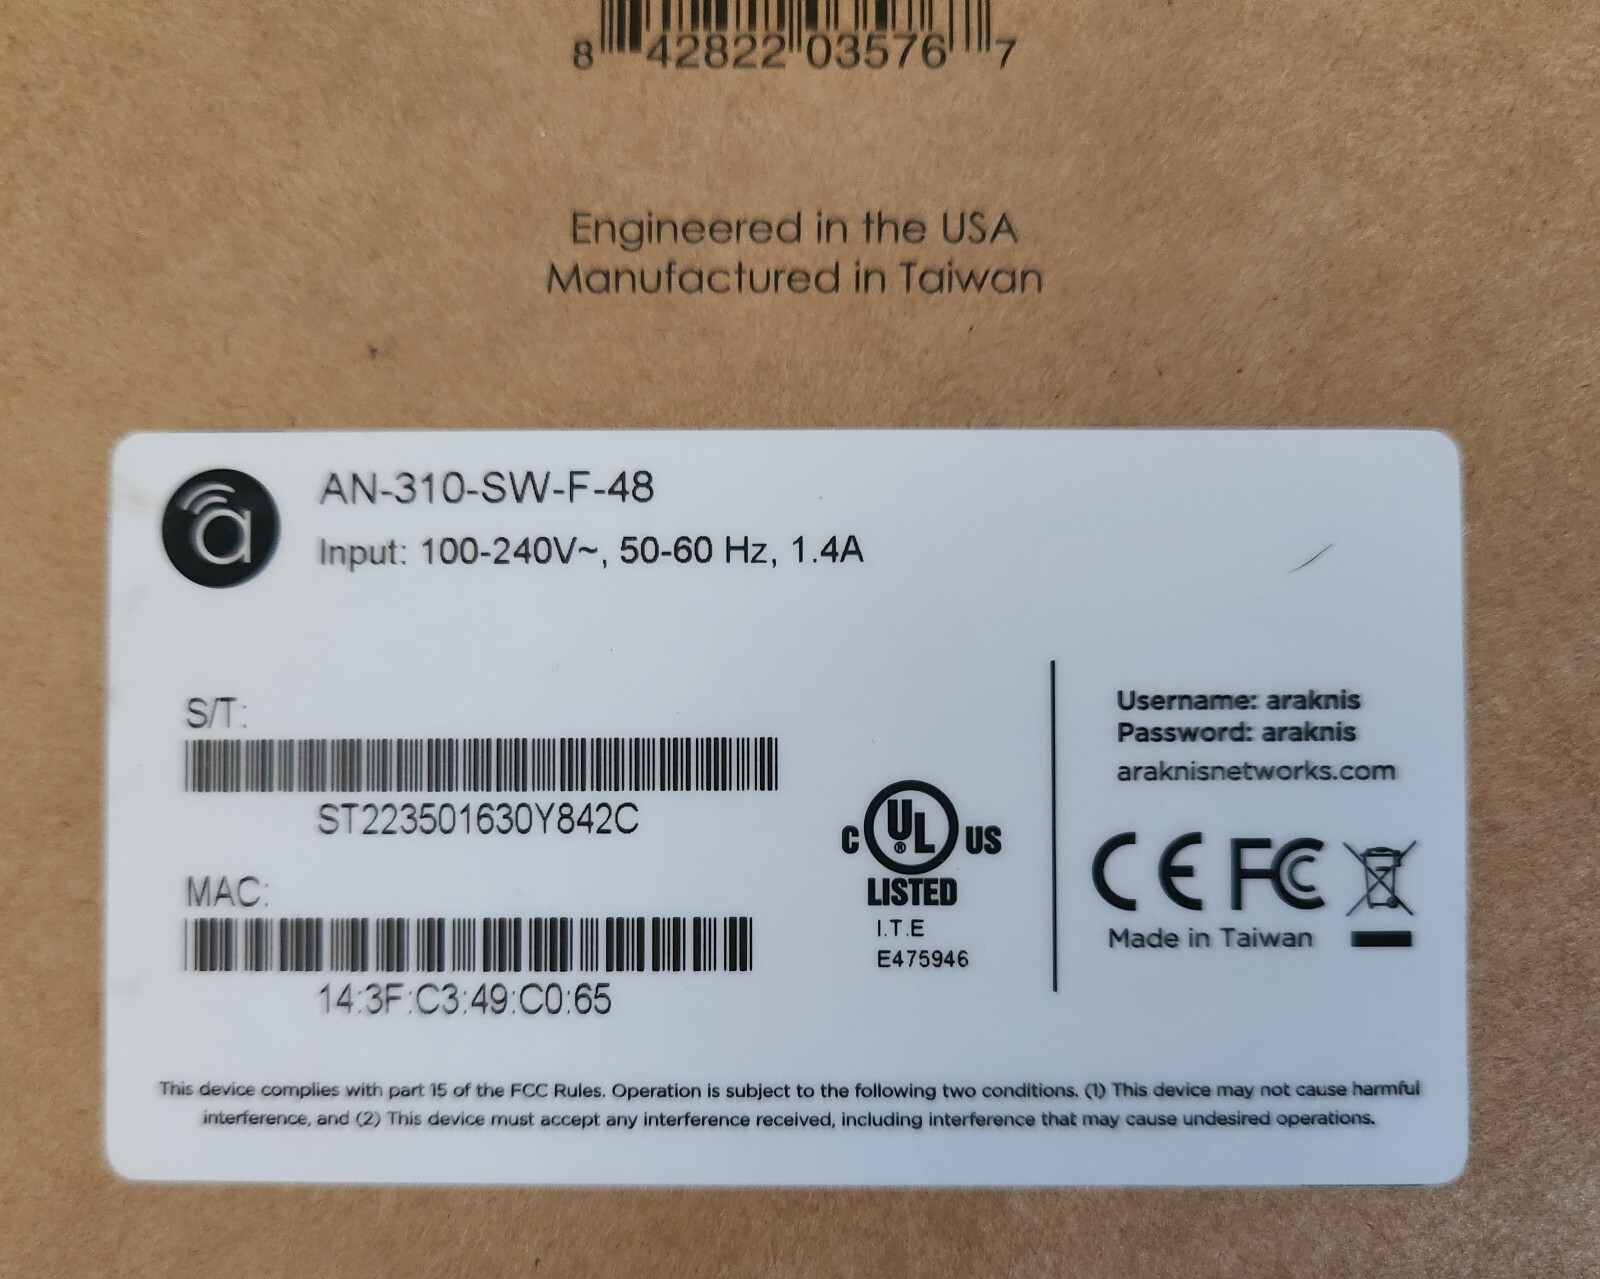 8 42822 03576 7
Engineered in the USA
Manufactured in Taiwan
a
AN-310-SW-F-48
Input: 100-240V~, 50-60 Hz, 1.4A
S/T:
ST223501630Y842C
MAC:
14:3F:C3:49:C0:65
C UL® US
LISTED
I.T.E
E475946
Username: araknis
Password: araknis
araknisnetworks.com
CE FC
Made in Taiwan
This device complies with part 15 of the FCC Rules. Operation is subject to the following two conditions. (1) This device may not cause harmful
interference, and (2) This device must accept any interference received, including interference that may cause undesired operations.